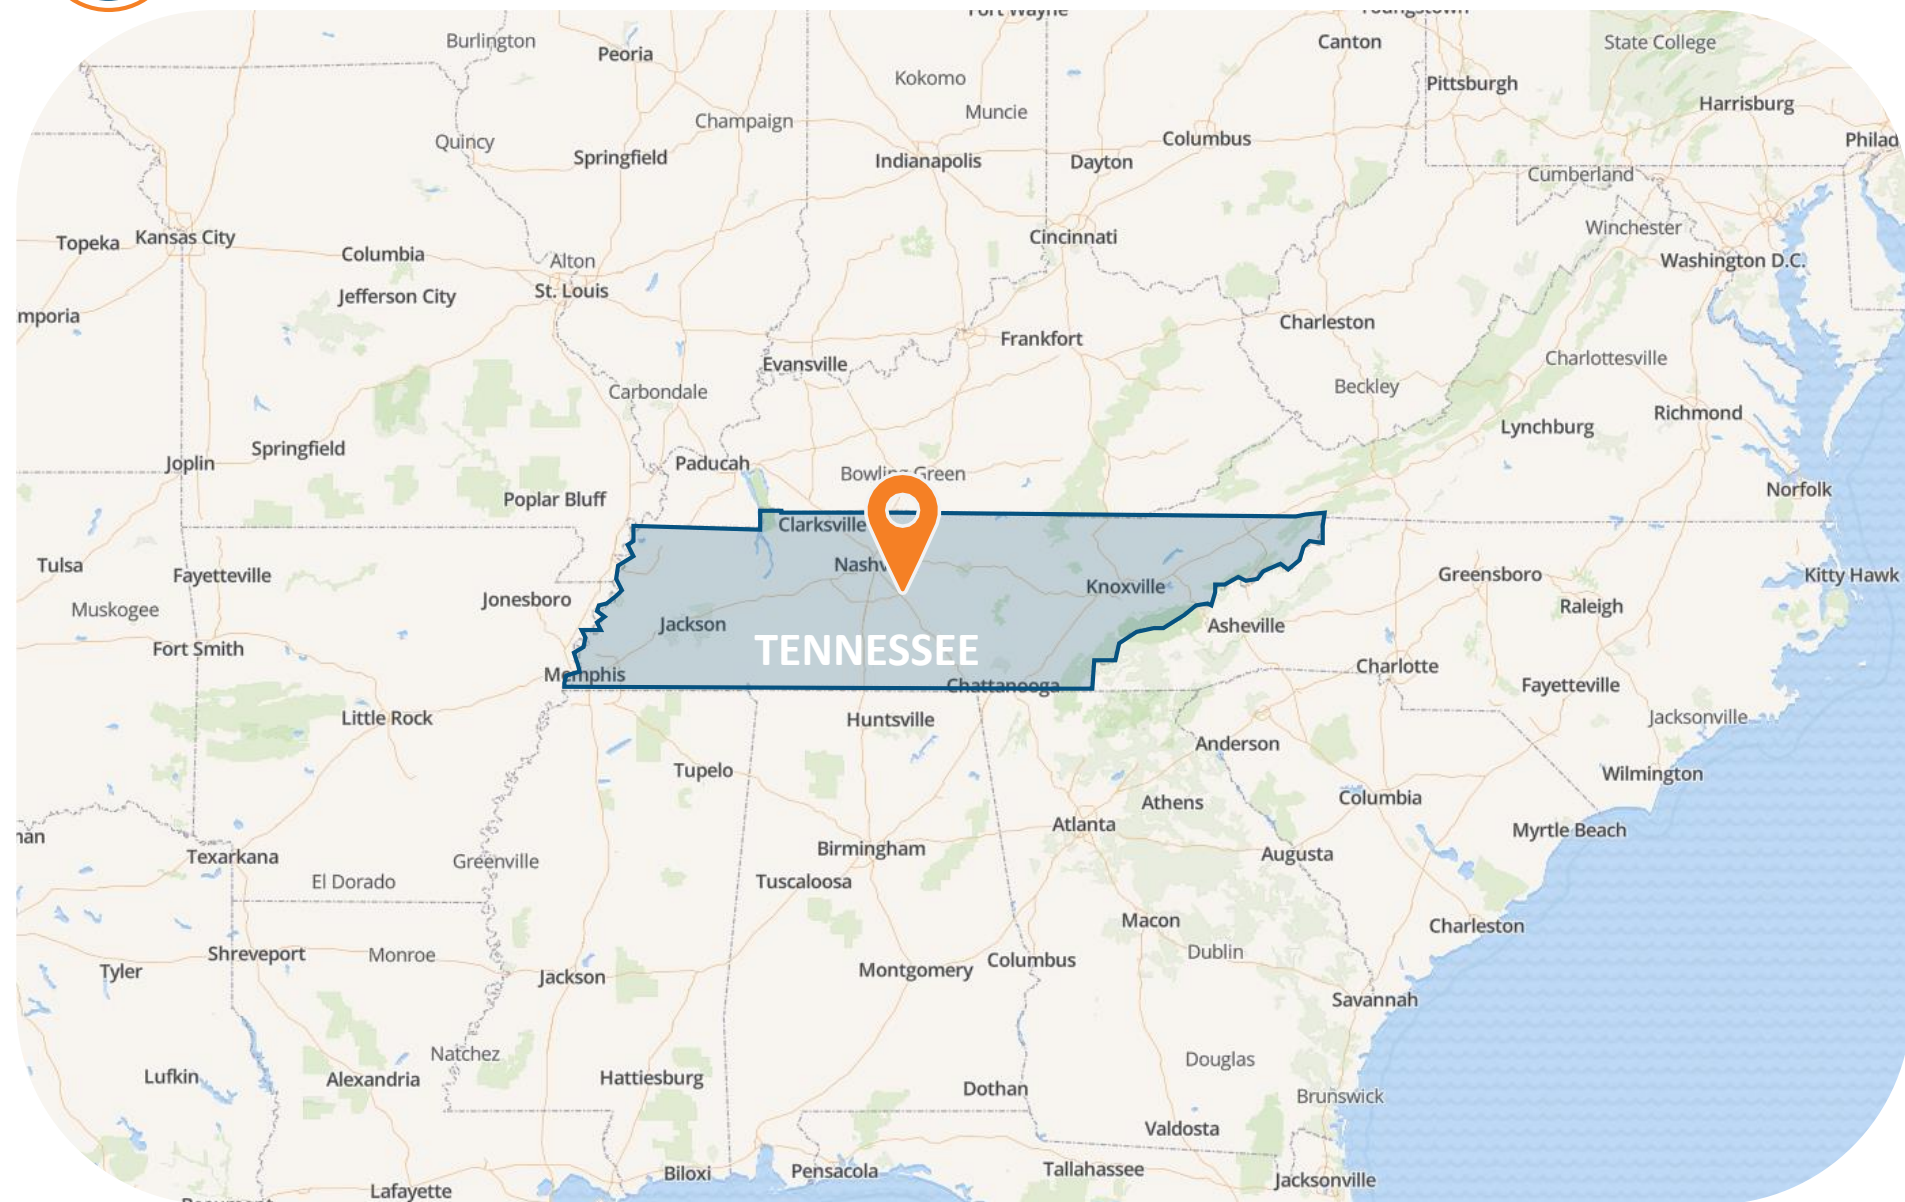 Fort Wayne
Youngstown
Burlington
Peoria
Canton
State College
Kokomo
Pittsburgh
Harrisburg
Muncie
Champaign
Quincy
Columbus
Philad
Springfield
Indianapolis
Dayton
Cumberland
Winchester
Topeka
Kansas City
Cincinnati
Columbia
Alton
Washington D.C.
St. Louis
Jefferson City
mporia
Charleston
Frankfort
Evansville
Charlottesville
Carbondale
Beckley
Richmond
Lynchburg
Springfield
Joplin
Paducah
Bowling Green
Norfolk
Poplar Bluff
Clarksville
Tulsa
Nashv
Fayetteville
Greensboro
Kitty Hawk
Knoxville
Jonesboro
Raleigh
Muskogee
Jackson
Asheville
TENNESSEE
Fort Smith
Charlotte
Memphis
Chattanooga
Fayetteville
Little Rock
Huntsville
Jacksonville
Anderson
Tupelo
Wilmington
Columbia
Athens
Atlanta
Myrtle Beach
Birmingham
Augusta
Texarkana
Greenville
El Dorado
Tuscaloosa
Macon
Charleston
Dublin
Shreveport
Monroe
Columbus
Tyler
Jackson
Montgomery
Savannah
Natchez
Douglas
Lufkin
Alexandria
Hattiesburg
Dothan
Brunswick
Valdosta
Biloxi
Pensacola
Tallahassee
Jacksonville
Lafayette